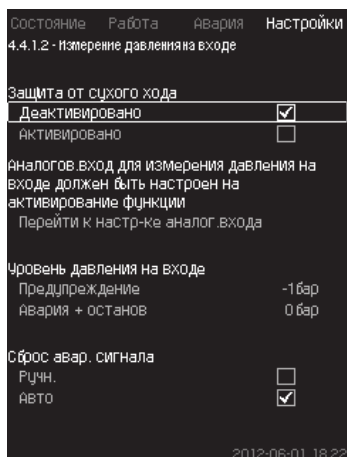 Состояние Работа Авария Настройки
4.4.1.2 - Измерение давления на входе
Защита от сухого хода
Деактивировано
Активировано
Аналогов.вход для измерения давления на
входе должен быть настроен на
активирование функции
Перейти к настр-ке аналог.входа
Уровень давления на входе
Предупреждение -1бар
Авария + останов 0бар
Сброс авар. сигнала
Ручн.
Авто
2012-06-01 18:22